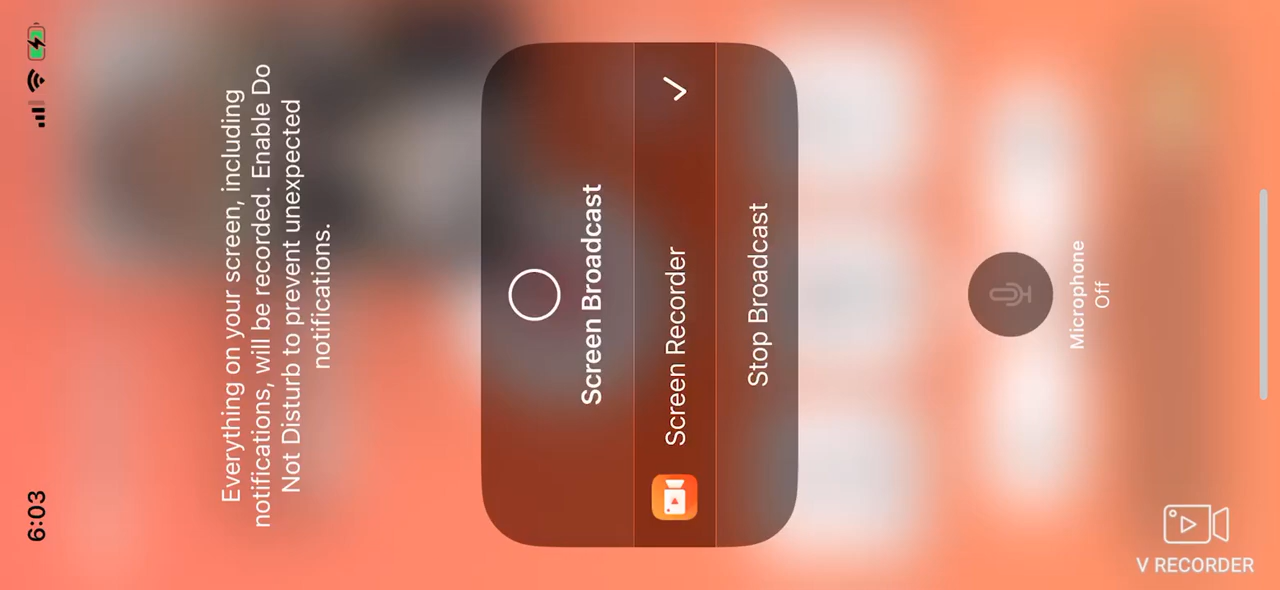 6:03
Everything on your screen, including
notifications, will be recorded. Enable Do
Not Disturb to prevent unexpected
notifications.
Screen Broadcast
Screen Recorder
Stop Broadcast
Microphone
Off
V RECORDER